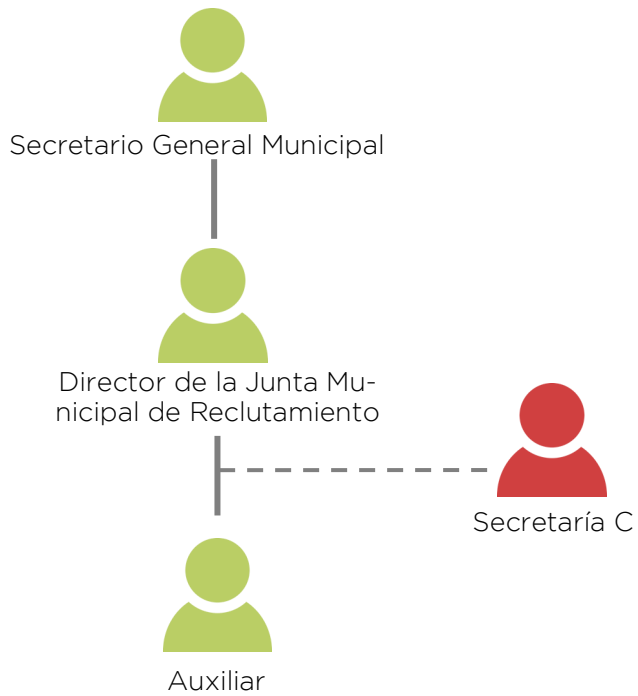 Secretario General Municipal
Director de la Junta Mu-
nicipal de Reclutamiento
Secretaría C
Auxiliar